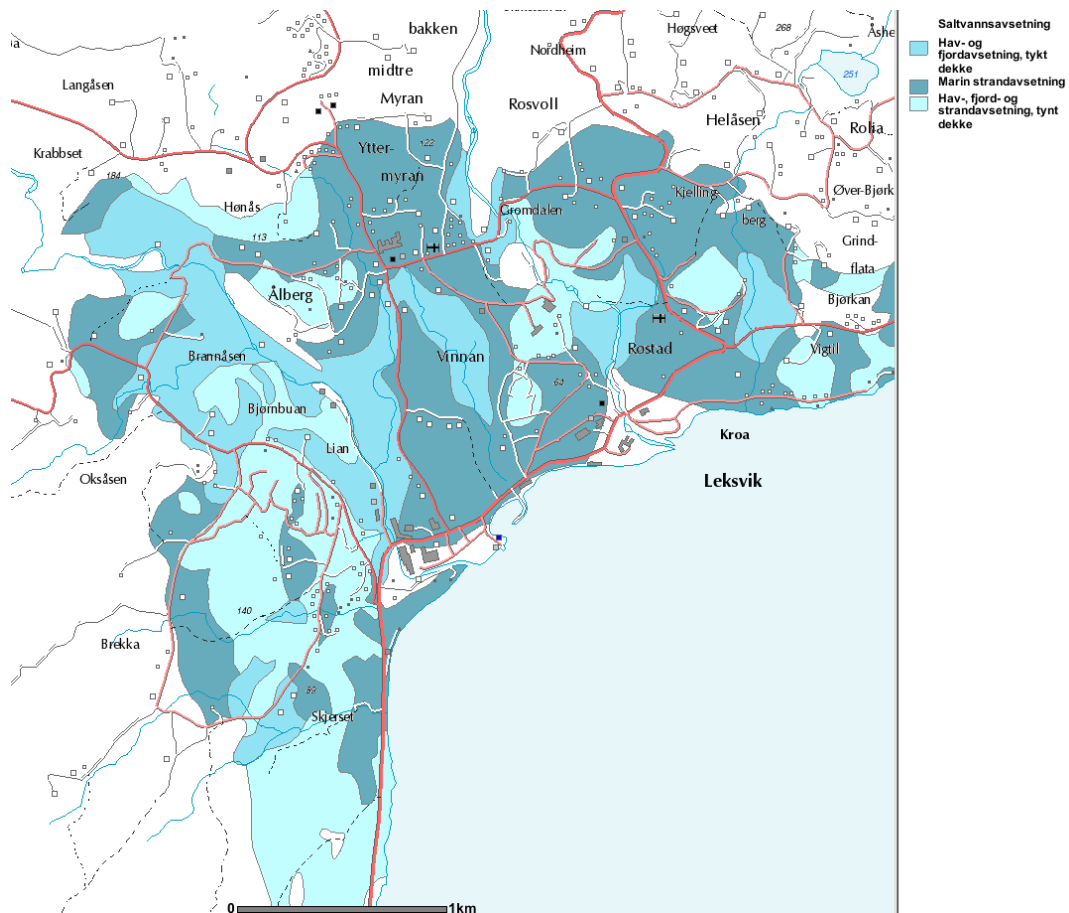 bakken
Høgsveet
268
Saltvannsavsetning
Hav- og
fjordavsetning, tykt
dekke
Marin strandavsetning
Hav-, fjord- og
strandavsetning, tynt
dekke
Nordheim
midtre
Myran
Langåsen
251
Rosvoll
Helåsen
Rolia
Ytter-
myran
122
Krabbset
184
Kjelling-
berg
Øver-Bjørk
Hønås
Gromdalen
113
Grind-
flata
Ålberg
Bjørkan
Brannåsen
Vinnan
Rostad
Vigtill
64
Bjørnbuan
Lian
Kroa
Oksåsen
Leksvik
140
Brekka
99
Skjerset
0
1km